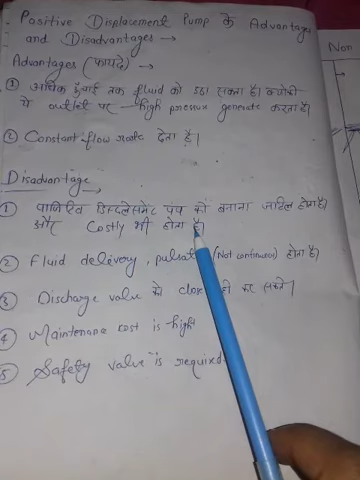 Positive Displacement Pump के Advantages
and Disadvantages →
Advantages (फायदे) →
① अधिक ऊँचाई तक fluid को उठा सकता है। क्योंकि
ये outlet पर high pressure generate करता है।
② Constant flow rate देता है।
Disadvantage
① पाजिटिव डिस्प्लेसमेंट पंप को बनाना जटिल होता है।
और Costly भी होता है।
② Fluid delivery, (Not continuous) होता है।
③ Discharge valve को close नहीं कर सकते।
④ Maintenance cost is high
⑤ Safety valve is required
Non